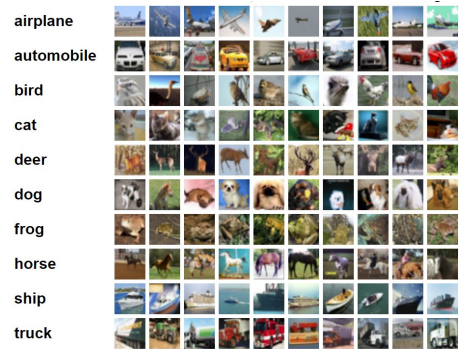 airplane
automobile
bird
cat
deer
dog
frog
horse
ship
truck